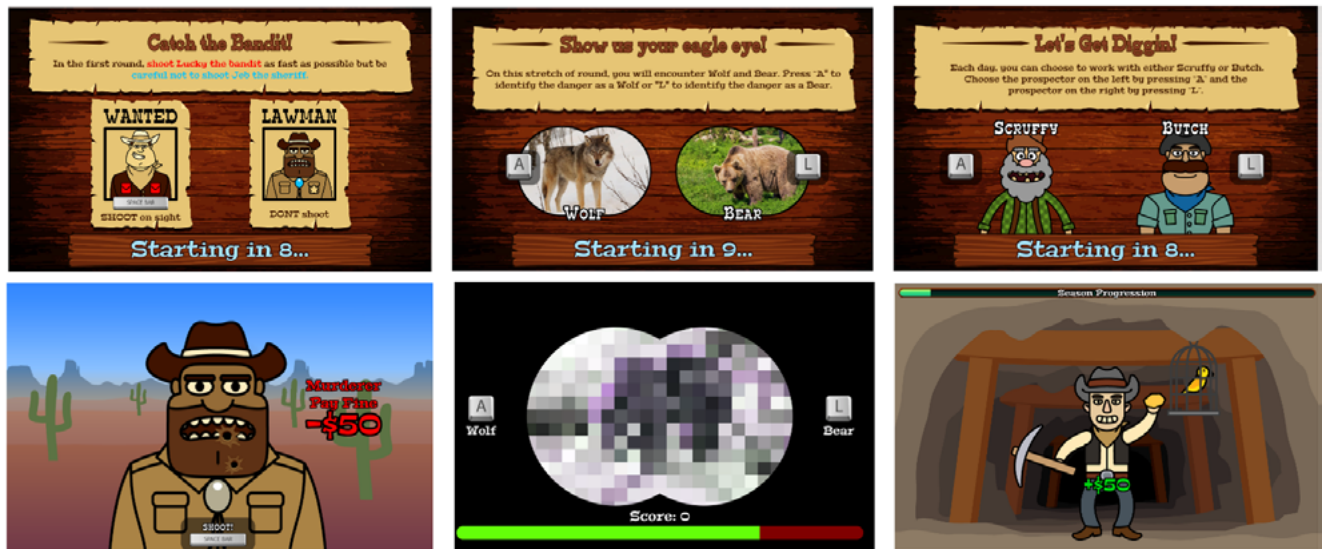 Catch the Bandit!
In the first round, shoot Lucky the bandit as fast as possible but be
careful not to shoot Jeb the sheriff.
WANTED
LAWMAN
SPACE BAR
SHOOT on sight
DONT shoot
Starting in 8...
Show us your eagle eye!
On this stretch of round, you will encounter Wolf and Bear. Press "A" to
identify the danger as a Wolf or "L" to identify the danger as a Bear.
A
L
WOLF
BEAR
Starting in 9...
Let's Get Diggin!
Each day, you can choose to work with either Scruffy or Butch.
Choose the prospector on the left by pressing "A" and the
prospector on the right by pressing "L".
SCRUFFY
BUTCH
A
L
Starting in 8...
Murderer
Pay Fine
-$50
SHOOT!
SPACE BAR
A
L
Wolf
Bear
Score: 0
Season Progression
+$50